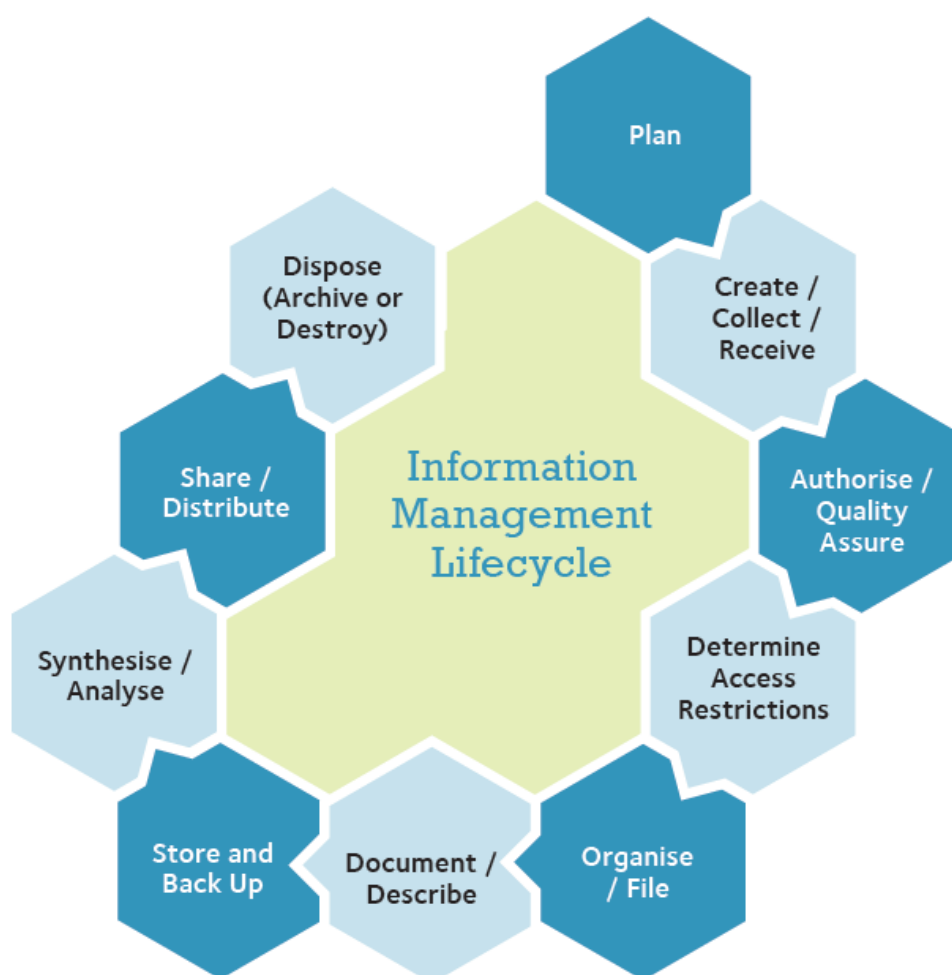 Plan
Create /
Collect /
Receive
Authorise /
Quality
Assure
Determine
Access
Restrictions
Organise
/ File
Document /
Describe
Store and
Back Up
Synthesise /
Analyse
Share /
Distribute
Dispose
(Archive or
Destroy)
Information
Management
Lifecycle